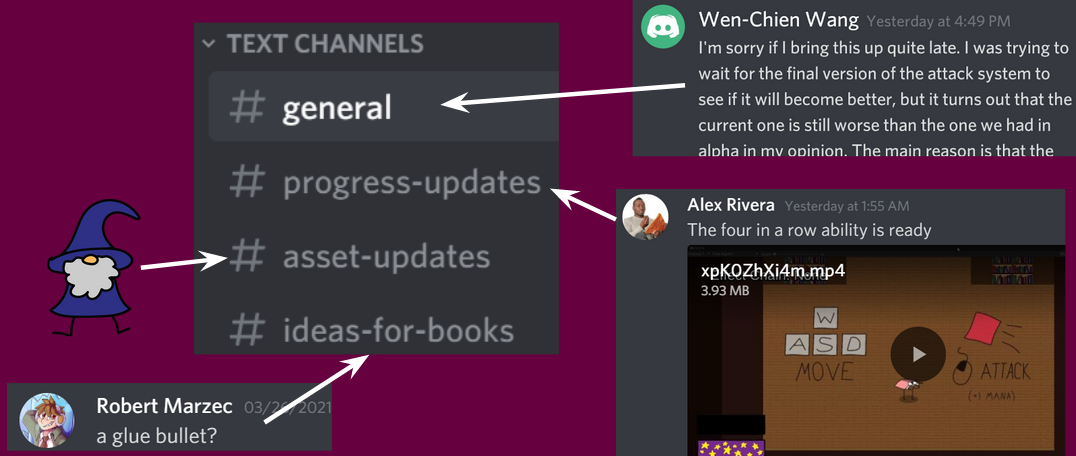 TEXT CHANNELS
# general
# progress-updates
# asset-updates
# ideas-for-books
Wen-Chien Wang Yesterday at 4:49 PM
I'm sorry if I bring this up quite late. I was trying to
wait for the final version of the attack system to
see if it will become better, but it turns out that the
current one is still worse than the one we had in
alpha in my opinion. The main reason is that the
Alex Rivera Yesterday at 1:55 AM
The four in a row ability is ready
xpK0ZhXi4m.mp4
Effect Chain: None
3.93 MB
W
A S D
MOVE
ATTACK
(+1 MANA)
Robert Marzec 03/26/2021
a glue bullet?